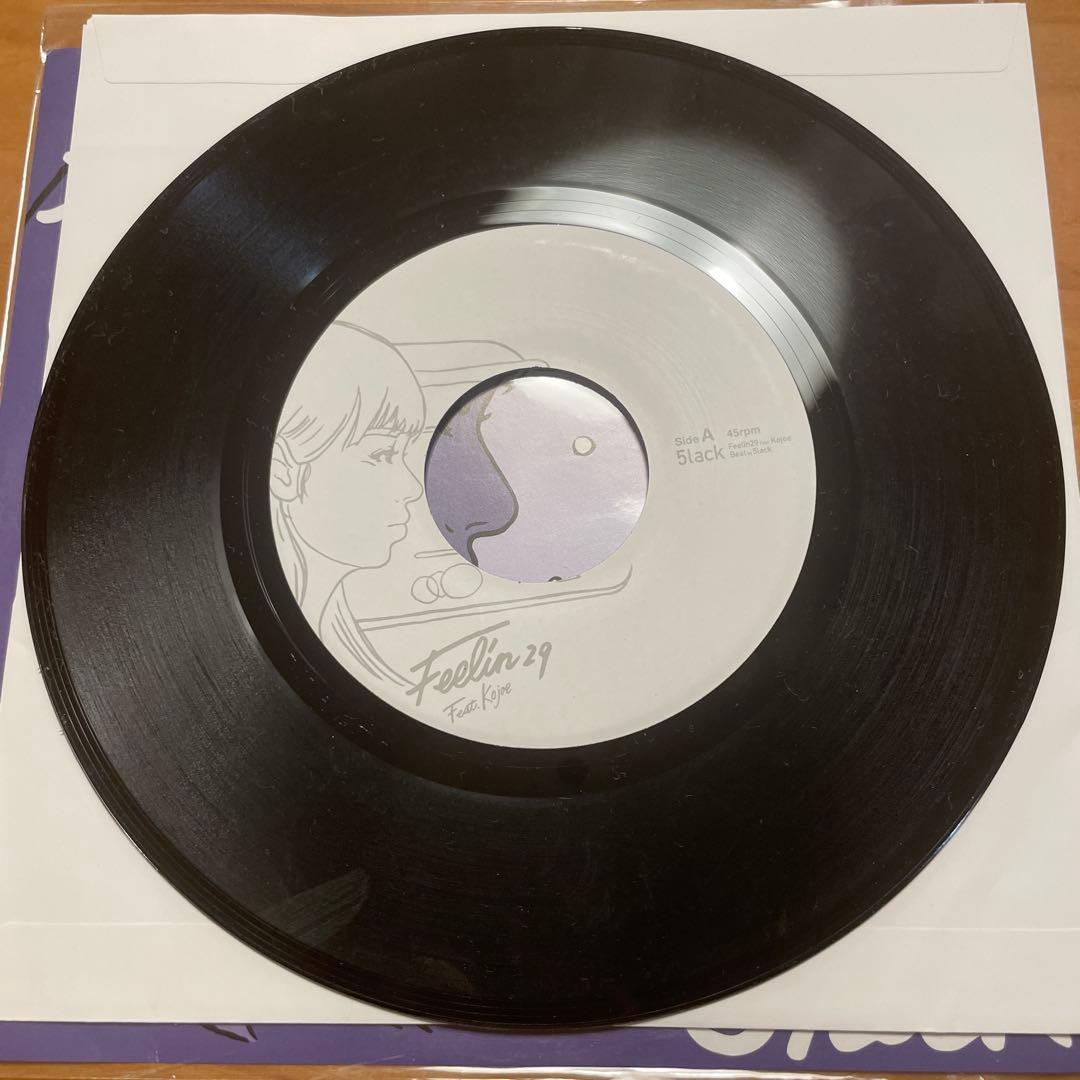 Side A 45rpm
5lack Feelin29 Feat Kojoe
Beat by 5lack
Feelin 29
Feat. Kojoe